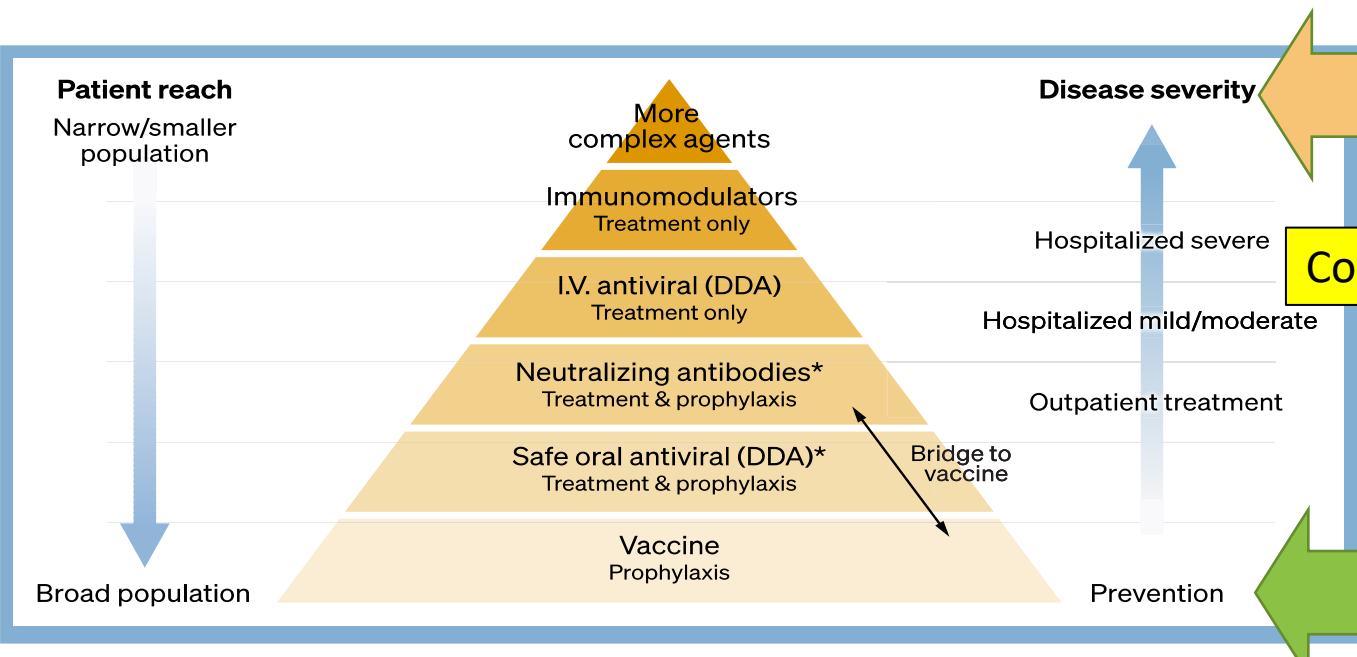 Patient reach
Narrow/smaller
population
Broad population
More
complex agents
Immunomodulators
Treatment only
I.V. antiviral (DDA)
Treatment only
Neutralizing antibodies*
Treatment & prophylaxis
Safe oral antiviral (DDA)*
Treatment & prophylaxis
Vaccine
Prophylaxis
Bridge to
vaccine
Disease severity
Hospitalized severe
Hospitalized mild/moderate
Outpatient treatment
Prevention
Co